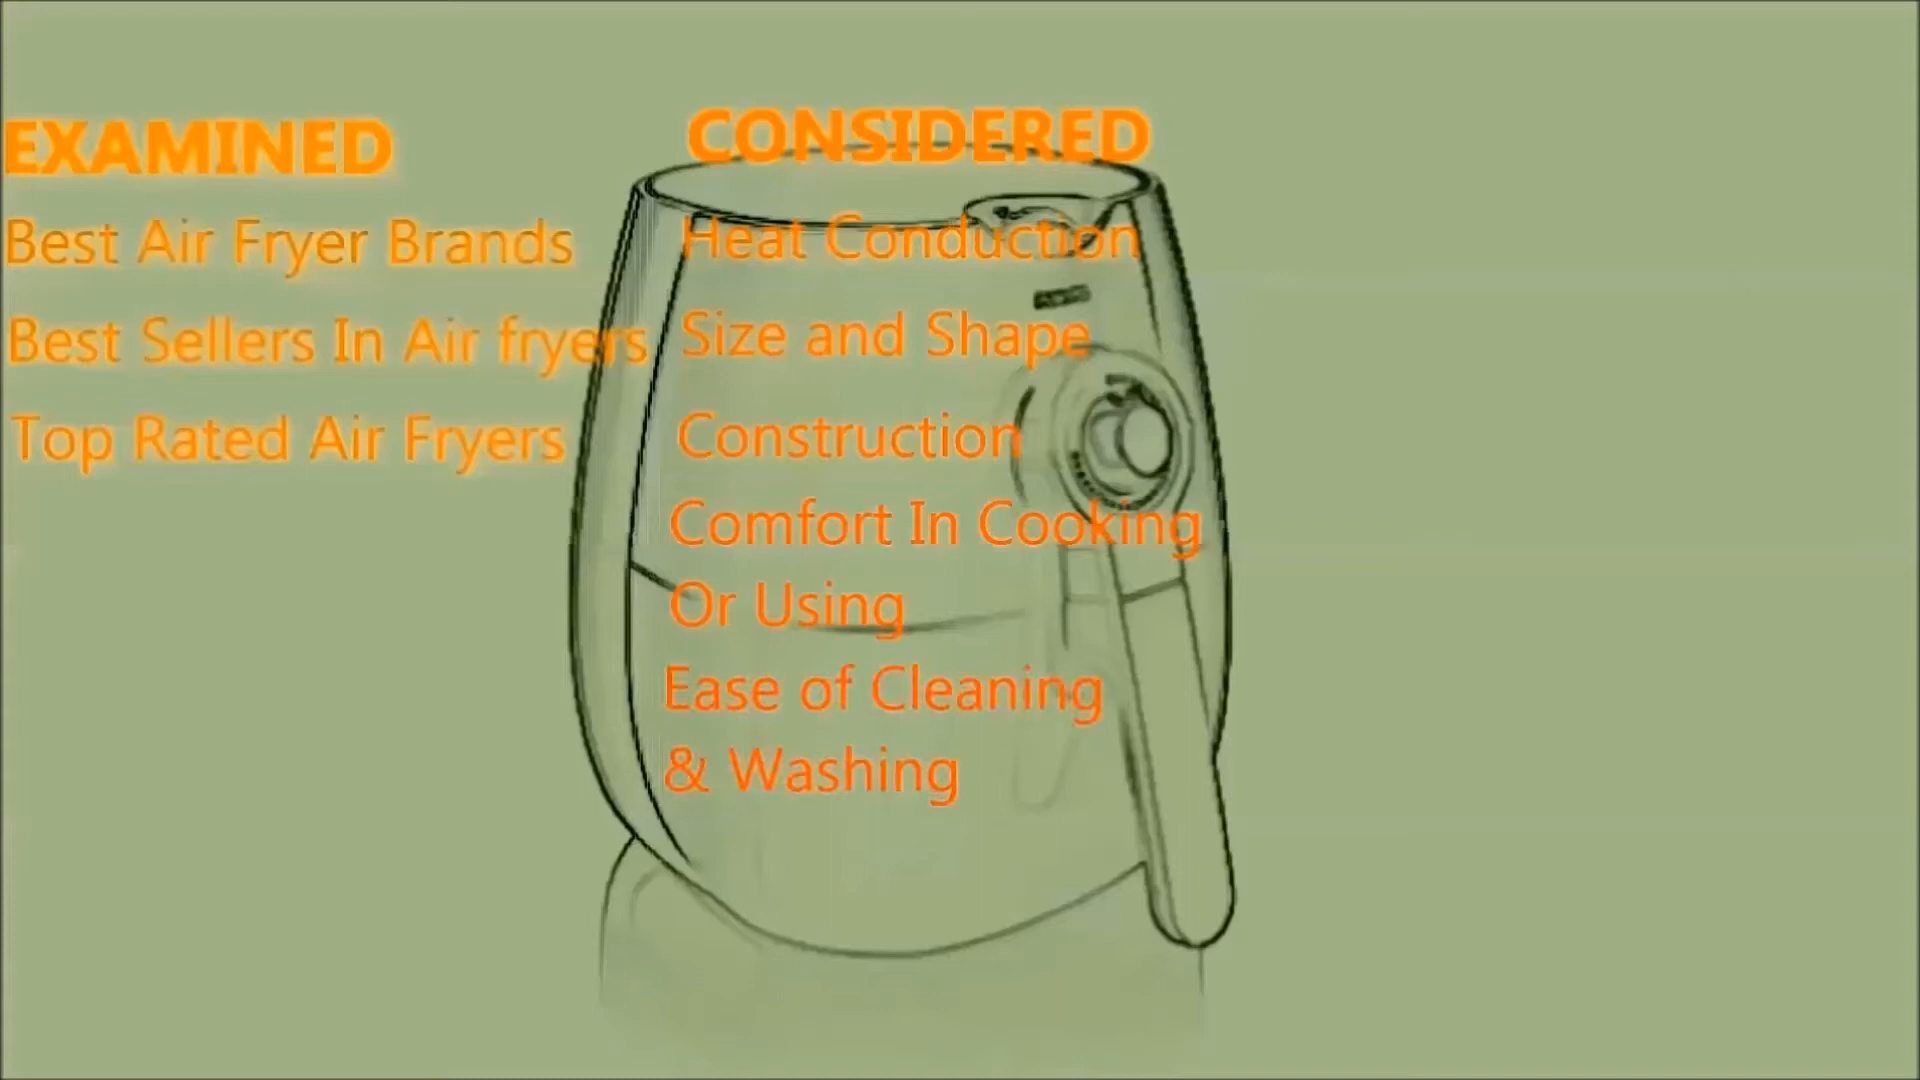 EXAMINED
Best Air Fryer Brands
Best Sellers In Air fryers
Top Rated Air Fryers
CONSIDERED
Heat Conduction
Size and Shape
Construction
Comfort In Cooking
Or Using
Ease of Cleaning
& Washing